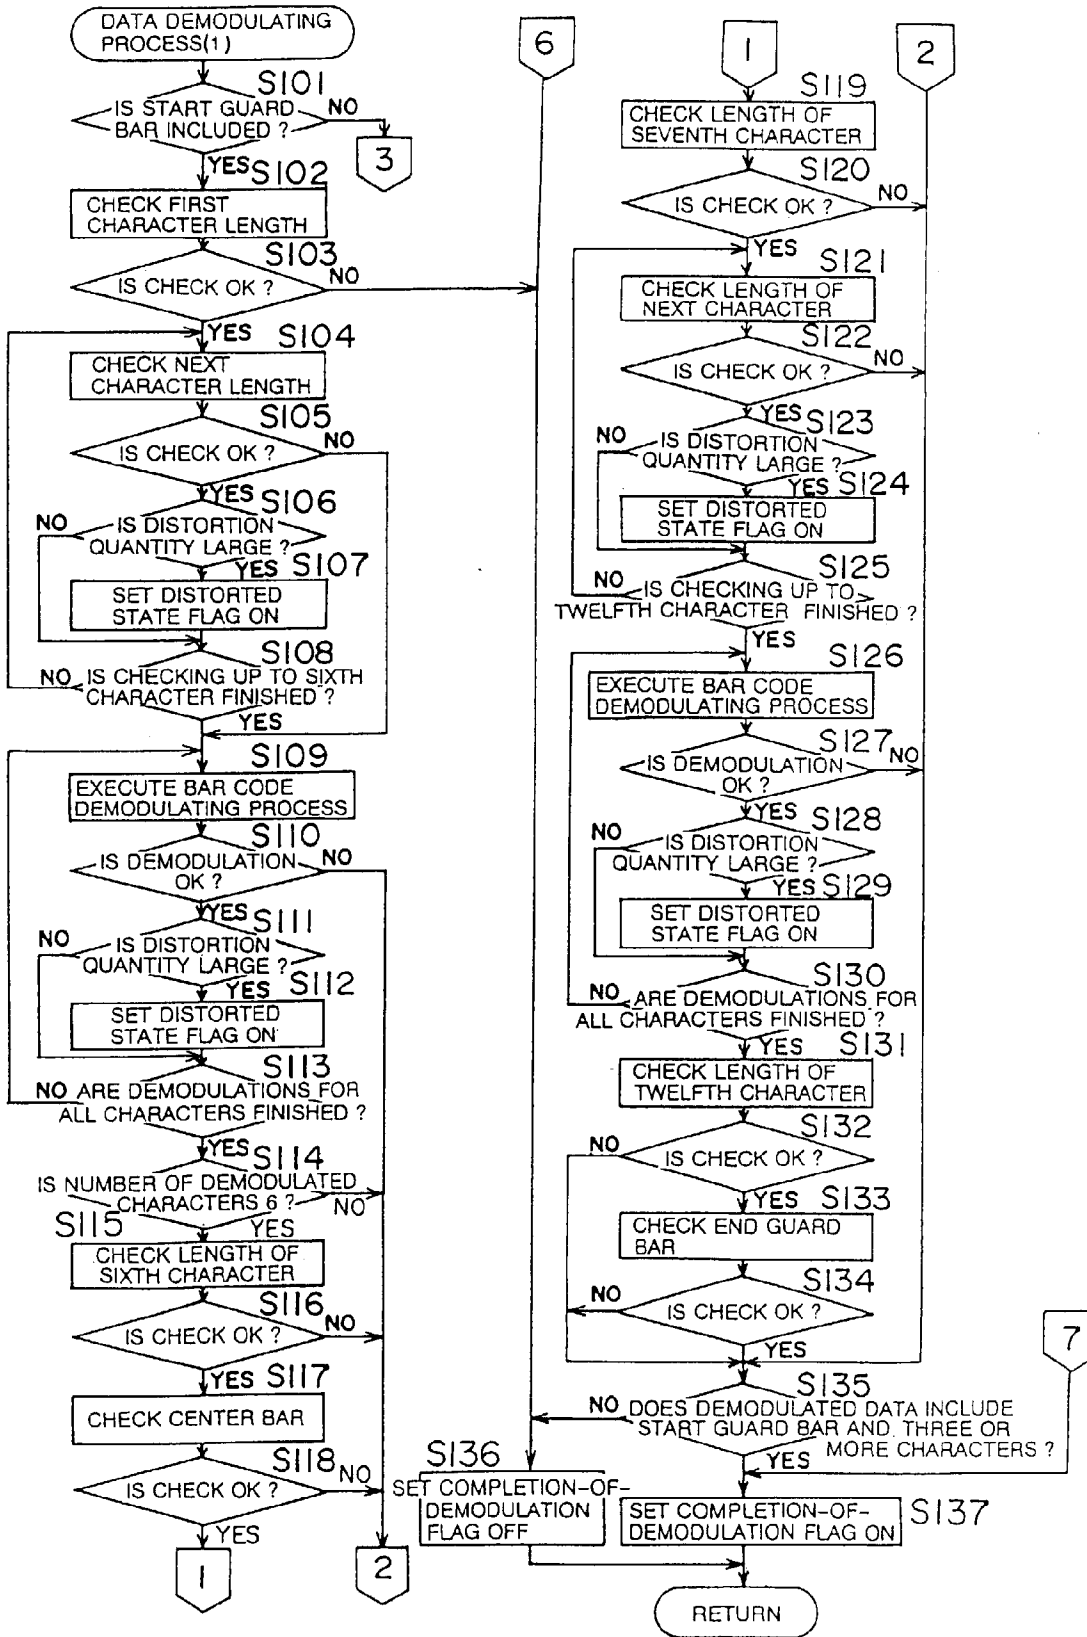 DATA DEMODULATING
PROCESS(1)
S101
IS START GUARD
BAR INCLUDED ?
NO
3
YES
S102
CHECK FIRST
CHARACTER LENGTH
S103
IS CHECK OK ?
NO
YES
S104
CHECK NEXT
CHARACTER LENGTH
S105
IS CHECK OK ?
NO
YES
S106
NO
IS DISTORTION
QUANTITY LARGE ?
YES
S107
SET DISTORTED
STATE FLAG ON
S108
NO
IS CHECKING UP TO SIXTH
CHARACTER FINISHED ?
YES
S109
EXECUTE BAR CODE
DEMODULATING PROCESS
S110
IS DEMODULATION
OK ?
NO
YES
S111
NO
IS DISTORTION
QUANTITY LARGE ?
YES
S112
SET DISTORTED
STATE FLAG ON
S113
NO
ARE DEMODULATIONS FOR
ALL CHARACTERS FINISHED ?
YES
S114
IS NUMBER OF DEMODULATED
CHARACTERS 6 ?
NO
S115
YES
CHECK LENGTH OF
SIXTH CHARACTER
S116
IS CHECK OK ?
NO
YES
S117
CHECK CENTER BAR
S118
IS CHECK OK ?
NO
YES
1
2
6
S136
SET COMPLETION-OF-
DEMODULATION
FLAG OFF
1
2
S119
CHECK LENGTH OF
SEVENTH CHARACTER
S120
IS CHECK OK ?
NO
YES
S121
CHECK LENGTH OF
NEXT CHARACTER
S122
IS CHECK OK ?
NO
YES
S123
NO
IS DISTORTION
QUANTITY LARGE ?
YES
S124
SET DISTORTED
STATE FLAG ON
S125
NO
IS CHECKING UP TO
TWELFTH CHARACTER FINISHED ?
YES
S126
EXECUTE BAR CODE
DEMODULATING PROCESS
S127
IS DEMODULATION
OK ?
NO
YES
S128
NO
IS DISTORTION
QUANTITY LARGE ?
YES
S129
SET DISTORTED
STATE FLAG ON
S130
NO
ARE DEMODULATIONS FOR
ALL CHARACTERS FINISHED ?
YES
S131
CHECK LENGTH OF
TWELFTH CHARACTER
S132
NO
IS CHECK OK ?
YES
S133
CHECK END GUARD
BAR
S134
NO
IS CHECK OK ?
YES
7
S135
NO
DOES DEMODULATED DATA INCLUDE
START GUARD BAR AND THREE OR
MORE CHARACTERS ?
YES
SET COMPLETION-OF-
DEMODULATION FLAG ON
S137
RETURN